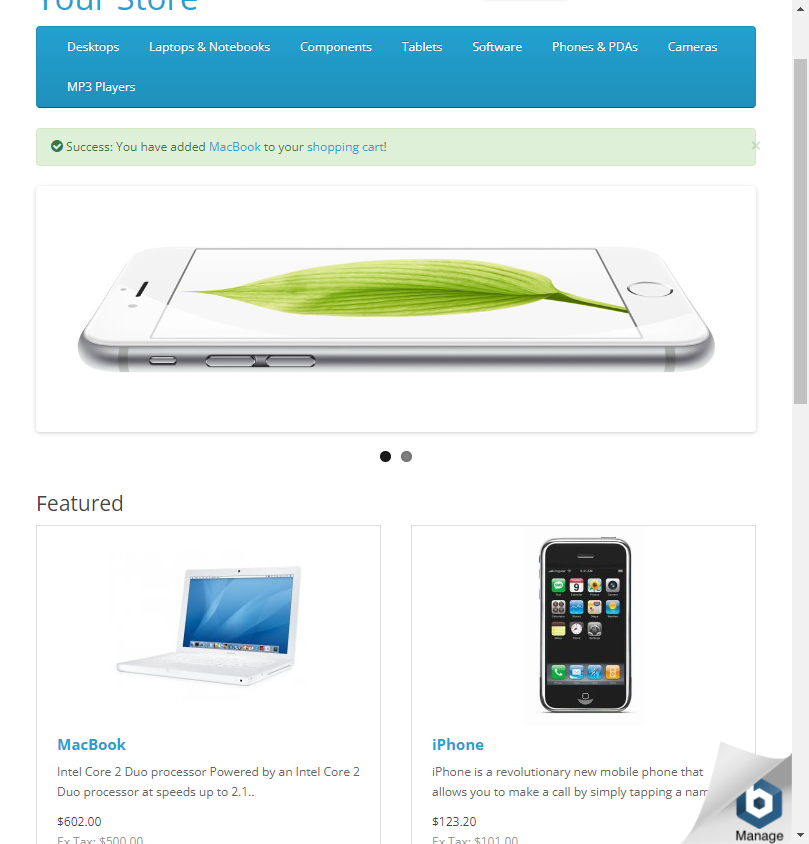 Your Store
Desktops Laptops & Notebooks Components Tablets Software Phones & PDAs Cameras
MP3 Players
Success: You have added MacBook to your shopping cart!
×
Featured
MacBook
Intel Core 2 Duo processor Powered by an Intel Core 2
Duo processor at speeds up to 2.1..
$602.00
Ex Tax: $500.00
iPhone
iPhone is a revolutionary new mobile phone that
allows you to make a call by simply tapping a nam
$123.20
Ex Tax: $101.00
Manage